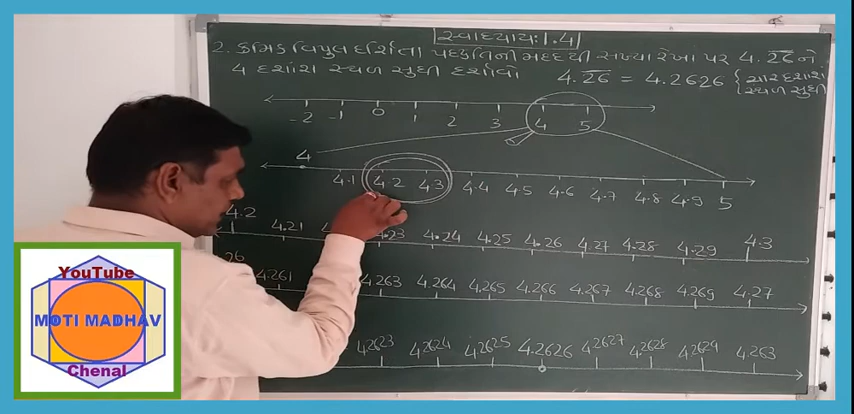 સ્વાધ્યાય: 1.4
2. ક્રમિક વિપુલ દર્શિતા પધ્ધતિની મદદથી સંખ્યા રેખા પર 4.2̅6̅ ને
4 દશાંશ સ્થળ સુધી દર્શાવો 4.2̅6̅ = 4.2626 {ચાર દશાંશ
સ્થળ સુધી
-2 -1 0 1 2 3 4 5
4
4.1 4.2 4.3 4.4 4.5 4.6 4.7 4.8 4.9 5
4.2 4.21 4.23 4.24 4.25 4.26 4.27 4.28 4.29 4.3
4.261 4.263 4.264 4.265 4.266 4.267 4.268 4.269 4.27
4.2623 4.2624 4.2625 4.2626 4.2627 4.2628 4.2629 4.263
YouTube
MOTI MADHAV
Chenal